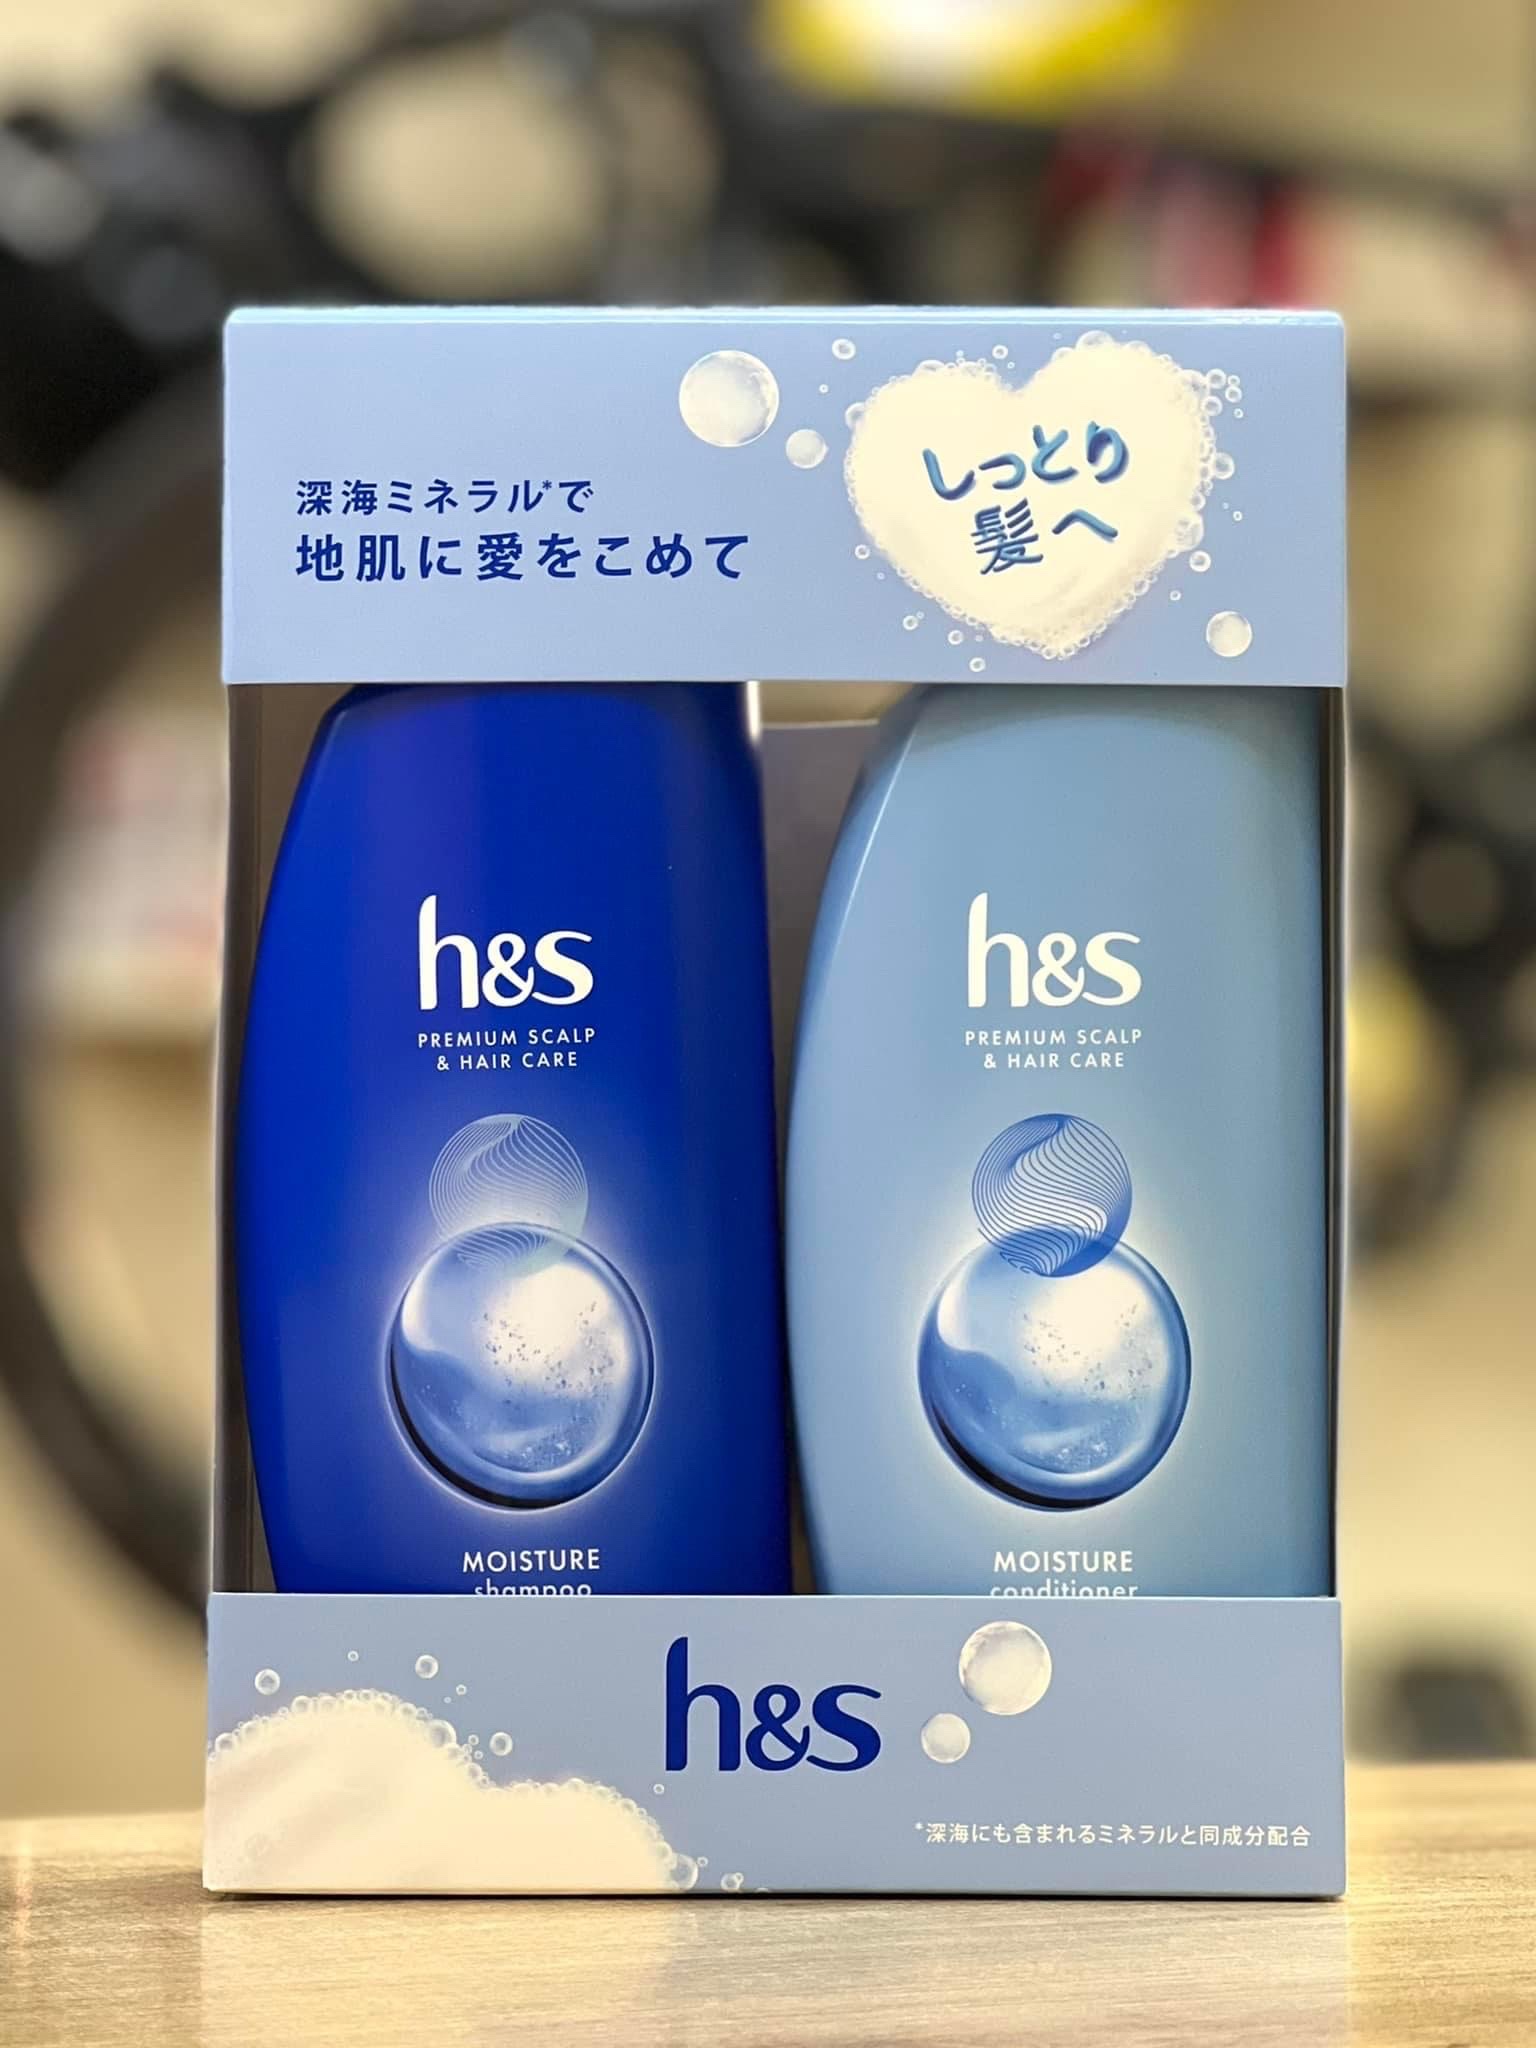 深海ミネラル*で
地肌に愛をこめて
しっとり
髪へ
h&s
PREMIUM SCALP
& HAIR CARE
MOISTURE
shampoo
h&s
PREMIUM SCALP
& HAIR CARE
MOISTURE
conditioner
h&s
*深海にも含まれるミネラルと同成分配合